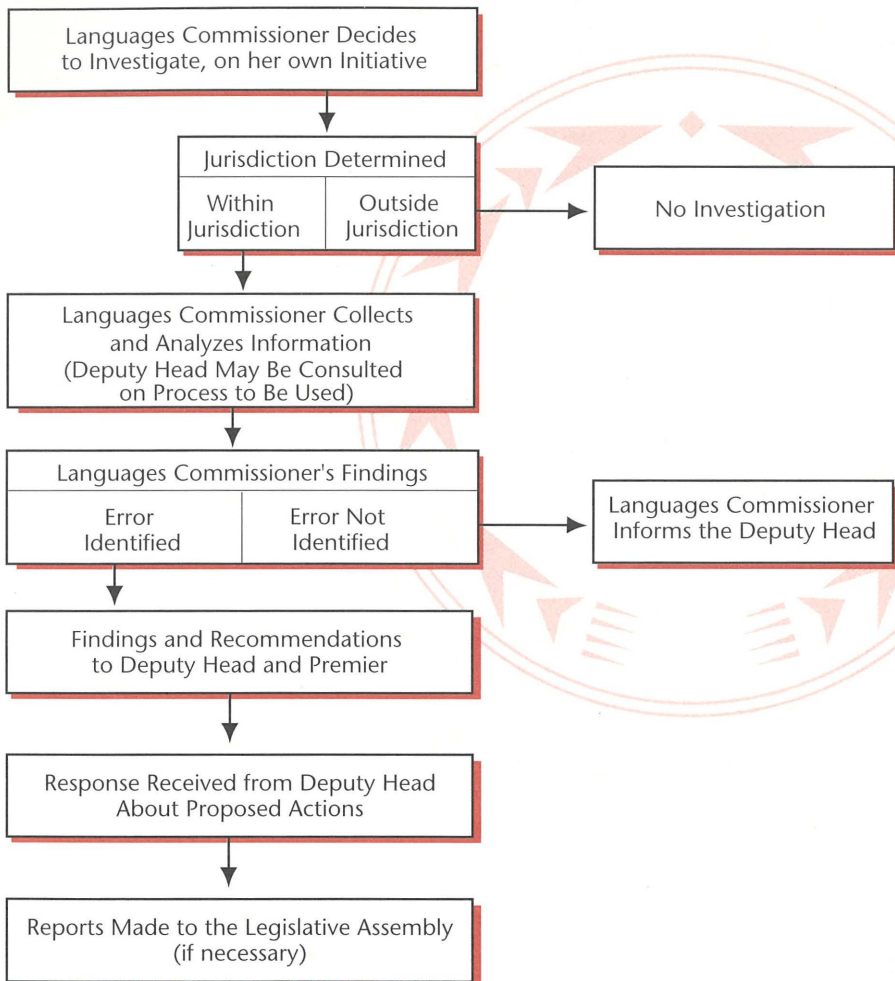 Languages Commissioner Decides
to Investigate, on her own Initiative
Jurisdiction Determined
Within
Jurisdiction
Outside
Jurisdiction
No Investigation
Languages Commissioner Collects
and Analyzes Information
(Deputy Head May Be Consulted
on Process to Be Used)
Languages Commissioner's Findings
Error
Identified
Error Not
Identified
Languages Commissioner
Informs the Deputy Head
Findings and Recommendations
to Deputy Head and Premier
Response Received from Deputy Head
About Proposed Actions
Reports Made to the Legislative Assembly
(if necessary)